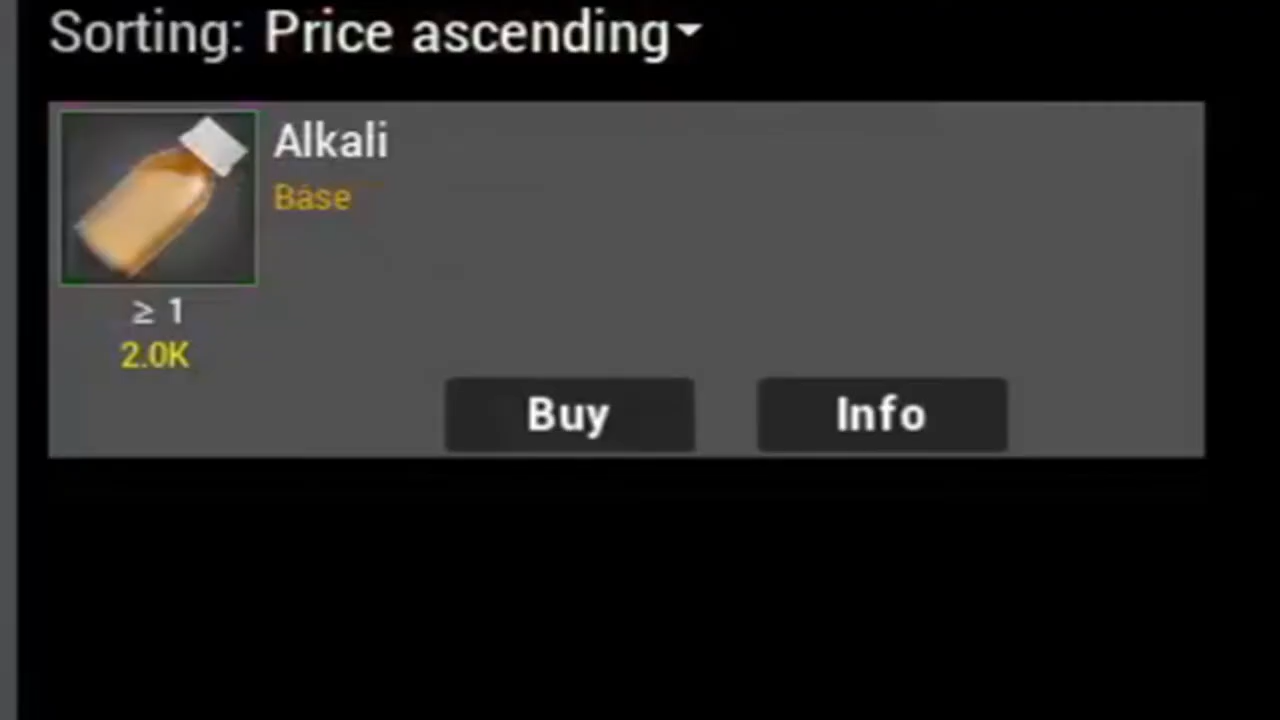 Sorting: Price ascending
Alkali
Base
≥ 1
2.0K
Buy
Info